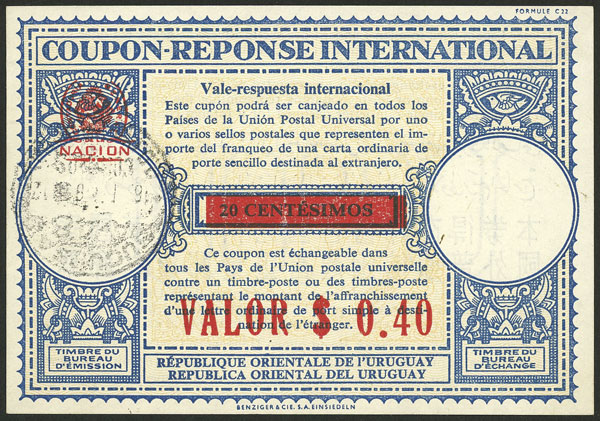 FORMULE C 22
COUPON-REPONSE INTERNATIONAL
Vale-respuesta internacional
Este cupón podrá ser canjeado en todos los
Países de la Unión Postal Universal por uno
o varios sellos postales que representen el im-
porte del franqueo de una carta ordinaria de
porte sencillo destinada al extranjero.
NACION
20 CENTÉSIMOS
Ce coupon est échangeable dans
tous les Pays de l'Union postale universelle
contre un timbre-poste ou des timbres-poste
représentant le montant de l'affranchissement
d'une lettre ordinaire de port simple à desti-
nation de l'étranger.
VALOR $ 0.40
TIMBRE DU
BUREAU
D'ÉMISSION
RÉPUBLIQUE ORIENTALE DE l'URUGUAY
REPUBLICA ORIENTAL DEL URUGUAY
TIMBRE DU
BUREAU
D'ÉCHANGE
BENZIGER & CIE. S.A. EINSIEDELN